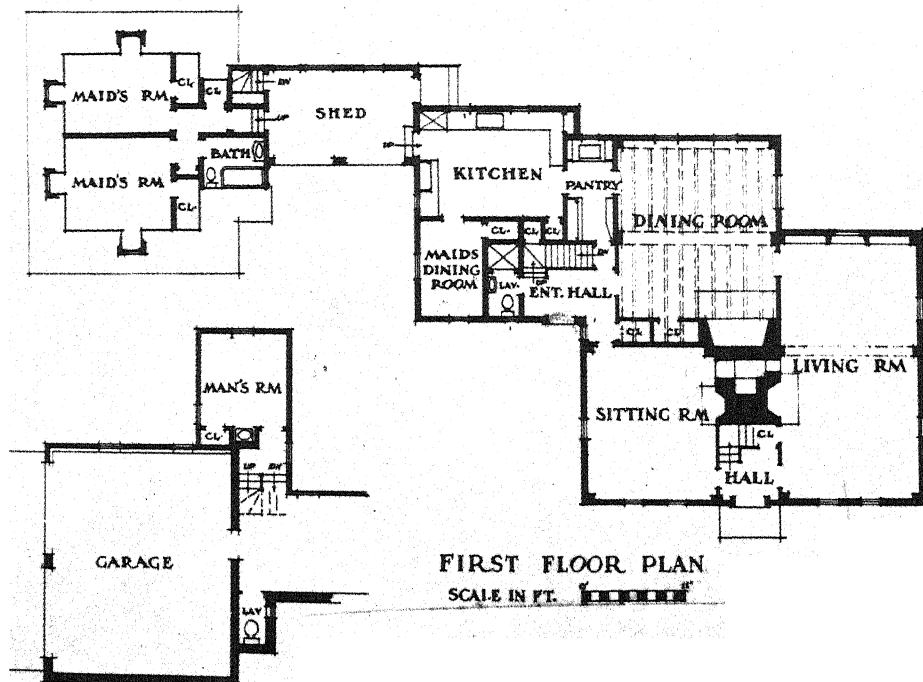 MAID'S RM
CL.
CL.
DN
UP
SHED
BATH
MAID'S RM
CL.
UP
KITCHEN
PANTRY
DINING ROOM
CL.
CL.
CL.
MAIDS
DINING
ROOM
LAV.
UP
DN
ENT. HALL
CL.
CL.
LIVING RM
MAN'S RM
SITTING RM
CL.
CL.
HALL
UP
DN
GARAGE
LAV
FIRST FLOOR PLAN
SCALE IN FT.